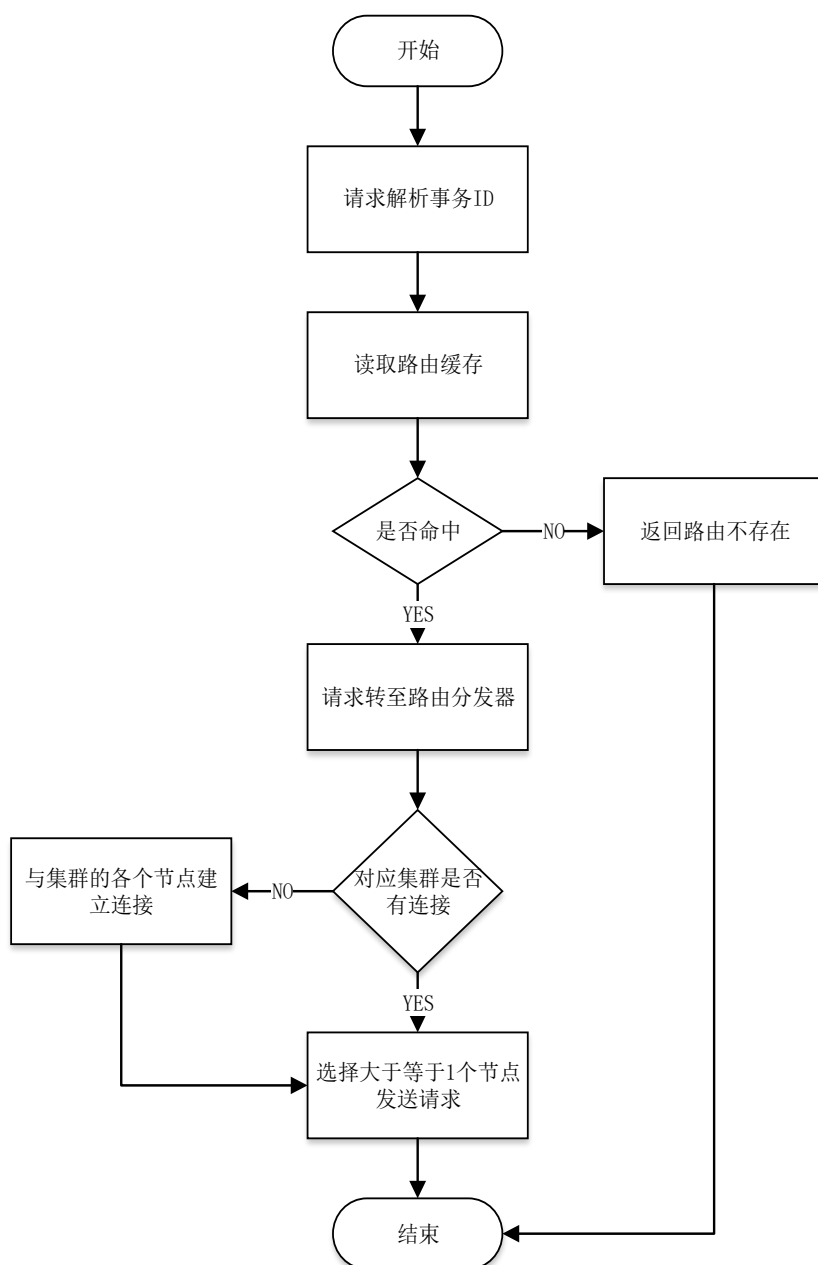 开始
请求解析事务ID
读取路由缓存
是否命中
NO
返回路由不存在
YES
请求转至路由分发器
与集群的各个节点建
立连接
NO
对应集群是否
有连接
YES
选择大于等于1个节点
发送请求
结束